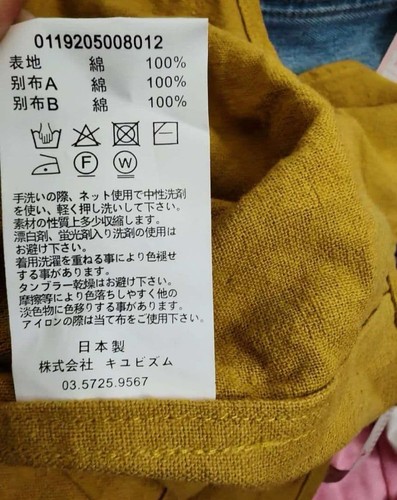 0119205008012
表地 綿 100%
別布A 綿 100%
別布B 綿 100%
F W
手洗いの際、ネット使用で中性洗剤
を使い、軽く押し洗いして下さい。
素材の性質上多少収縮します。
漂白剤、蛍光剤入り洗剤の使用は
お避け下さい。
着用洗濯を重ねる事により色褪せ
する事があります。
タンブラー乾燥はお避け下さい。
摩擦等により色落ちしやすく他の
淡色物に色移りする事があります。
アイロンの際は当て布をご使用下さい。
日本製
株式会社 キユビズム
03.5725.9567